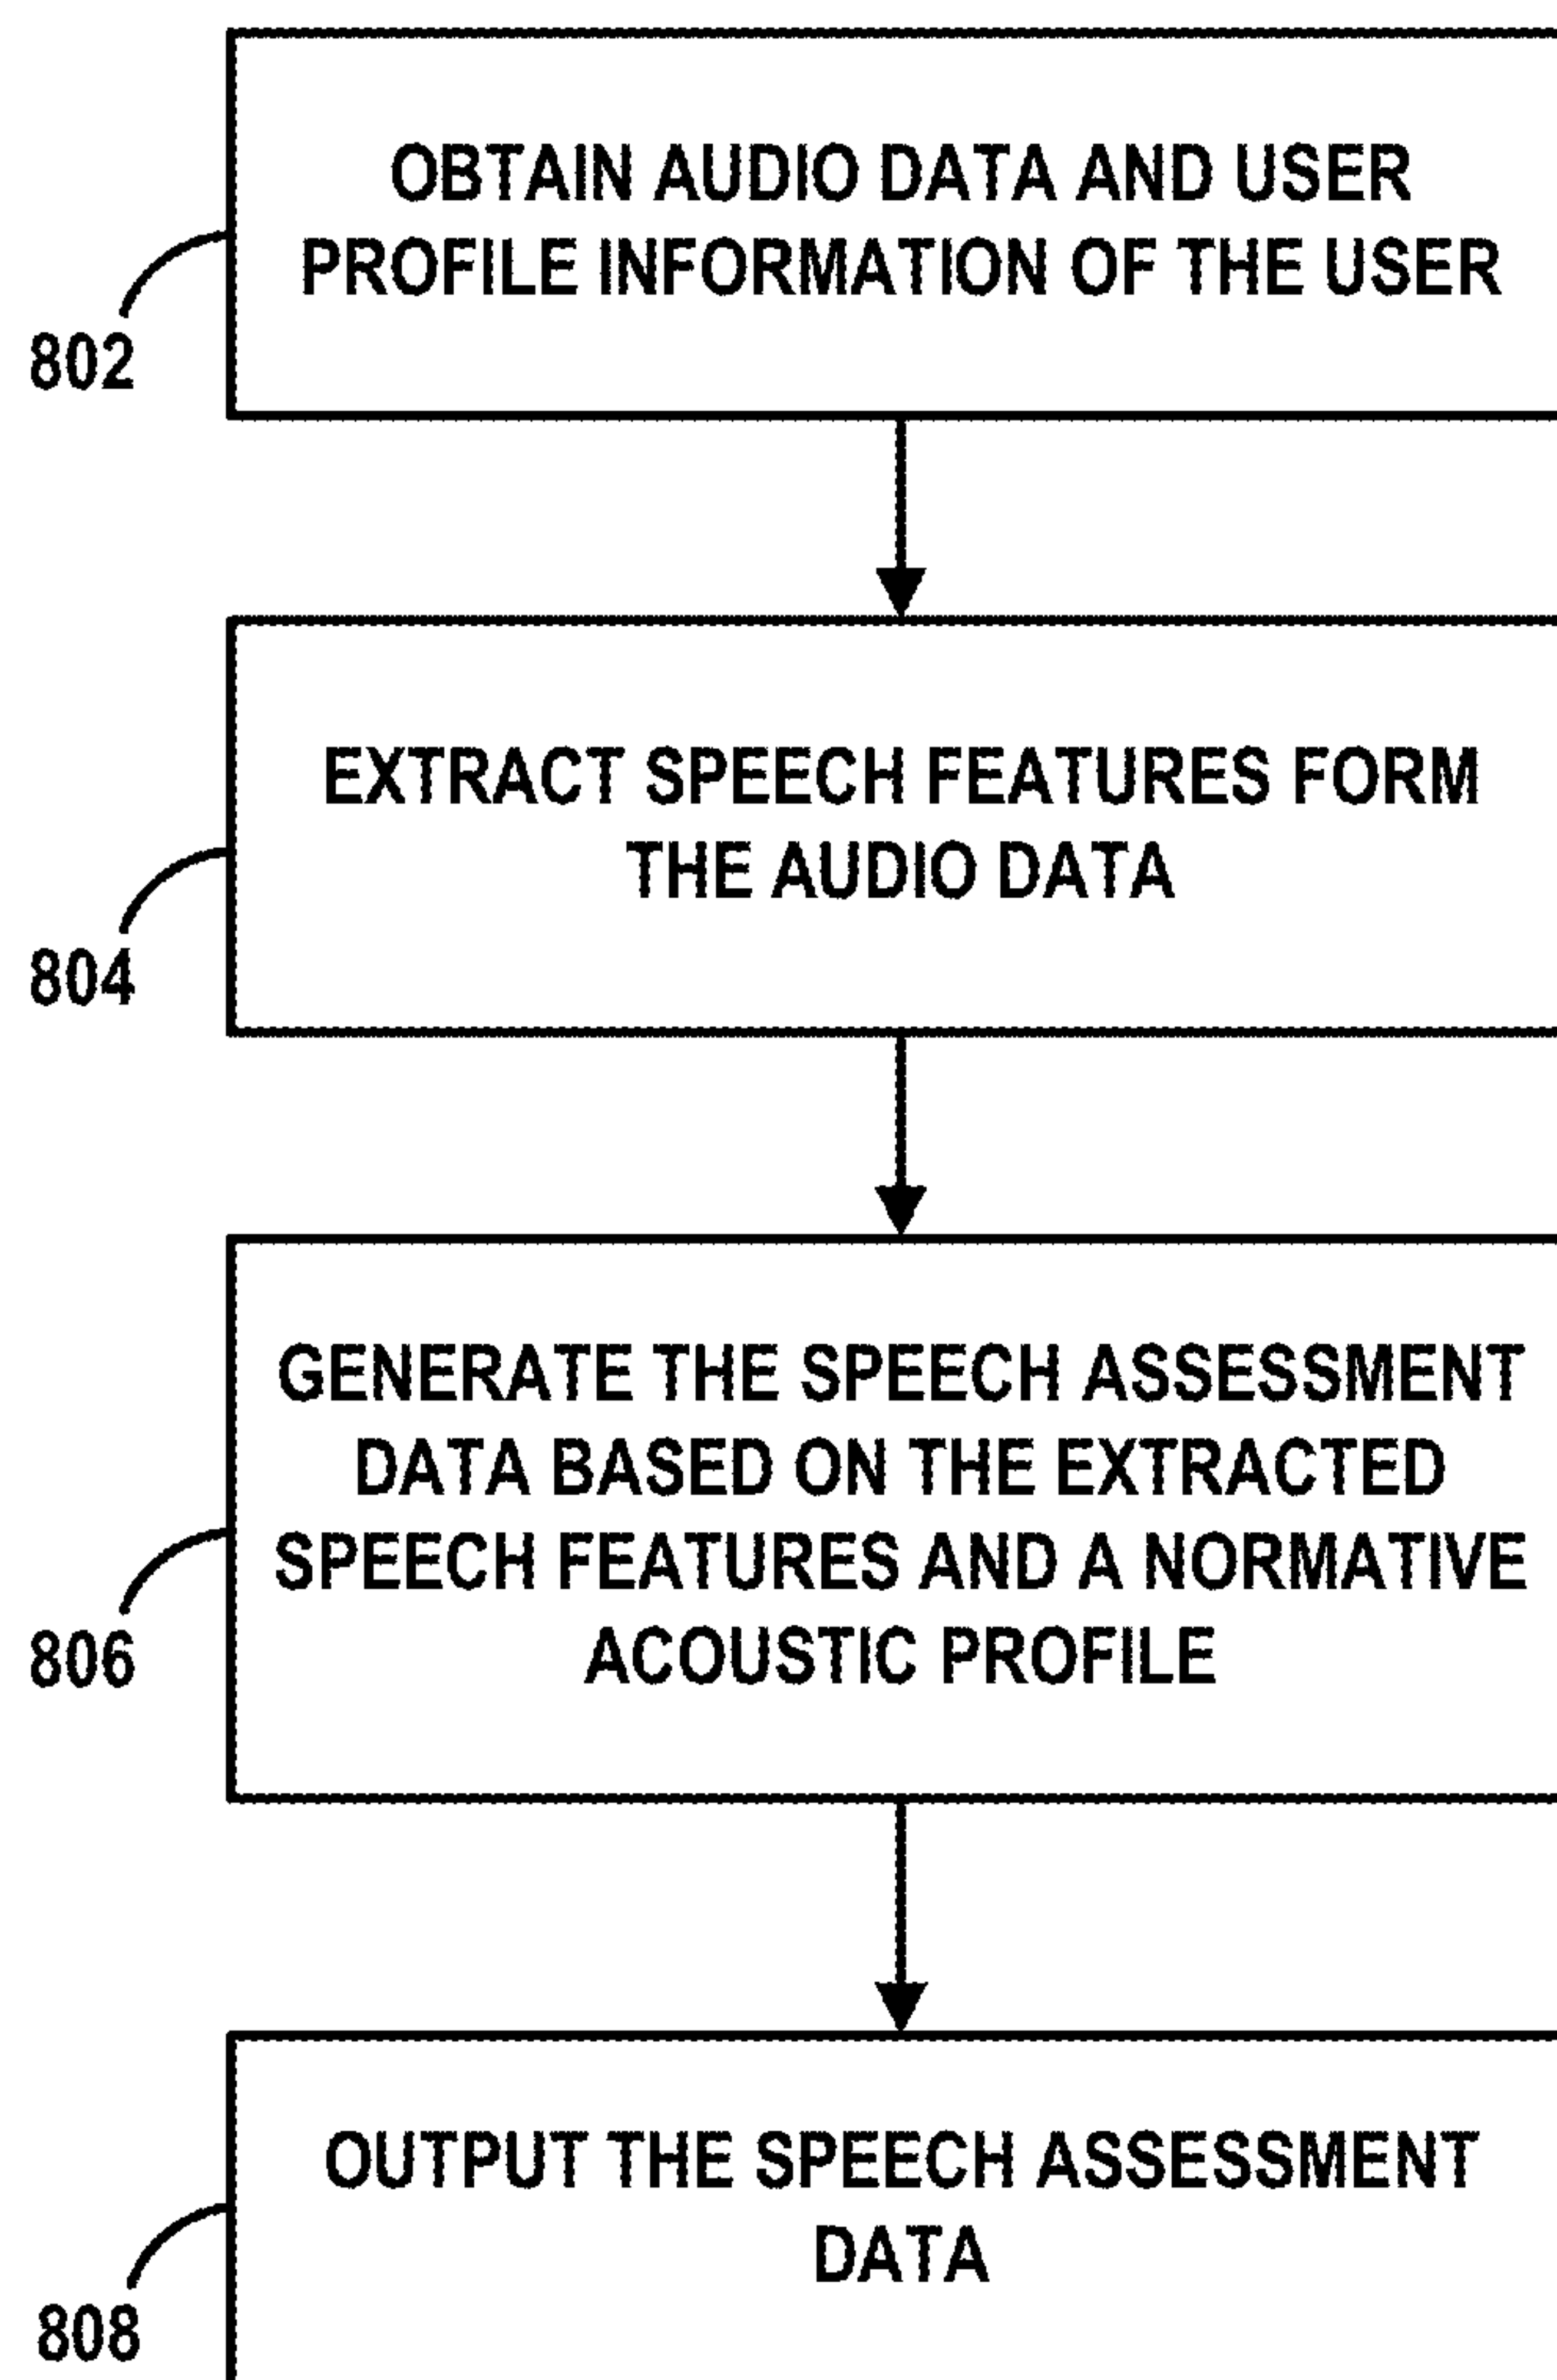 OBTAIN AUDIO DATA AND USER
PROFILE INFORMATION OF THE USER
802
EXTRACT SPEECH FEATURES FORM
THE AUDIO DATA
804
GENERATE THE SPEECH ASSESSMENT
DATA BASED ON THE EXTRACTED
SPEECH FEATURES AND A NORMATIVE
ACOUSTIC PROFILE
806
OUTPUT THE SPEECH ASSESSMENT
DATA
808